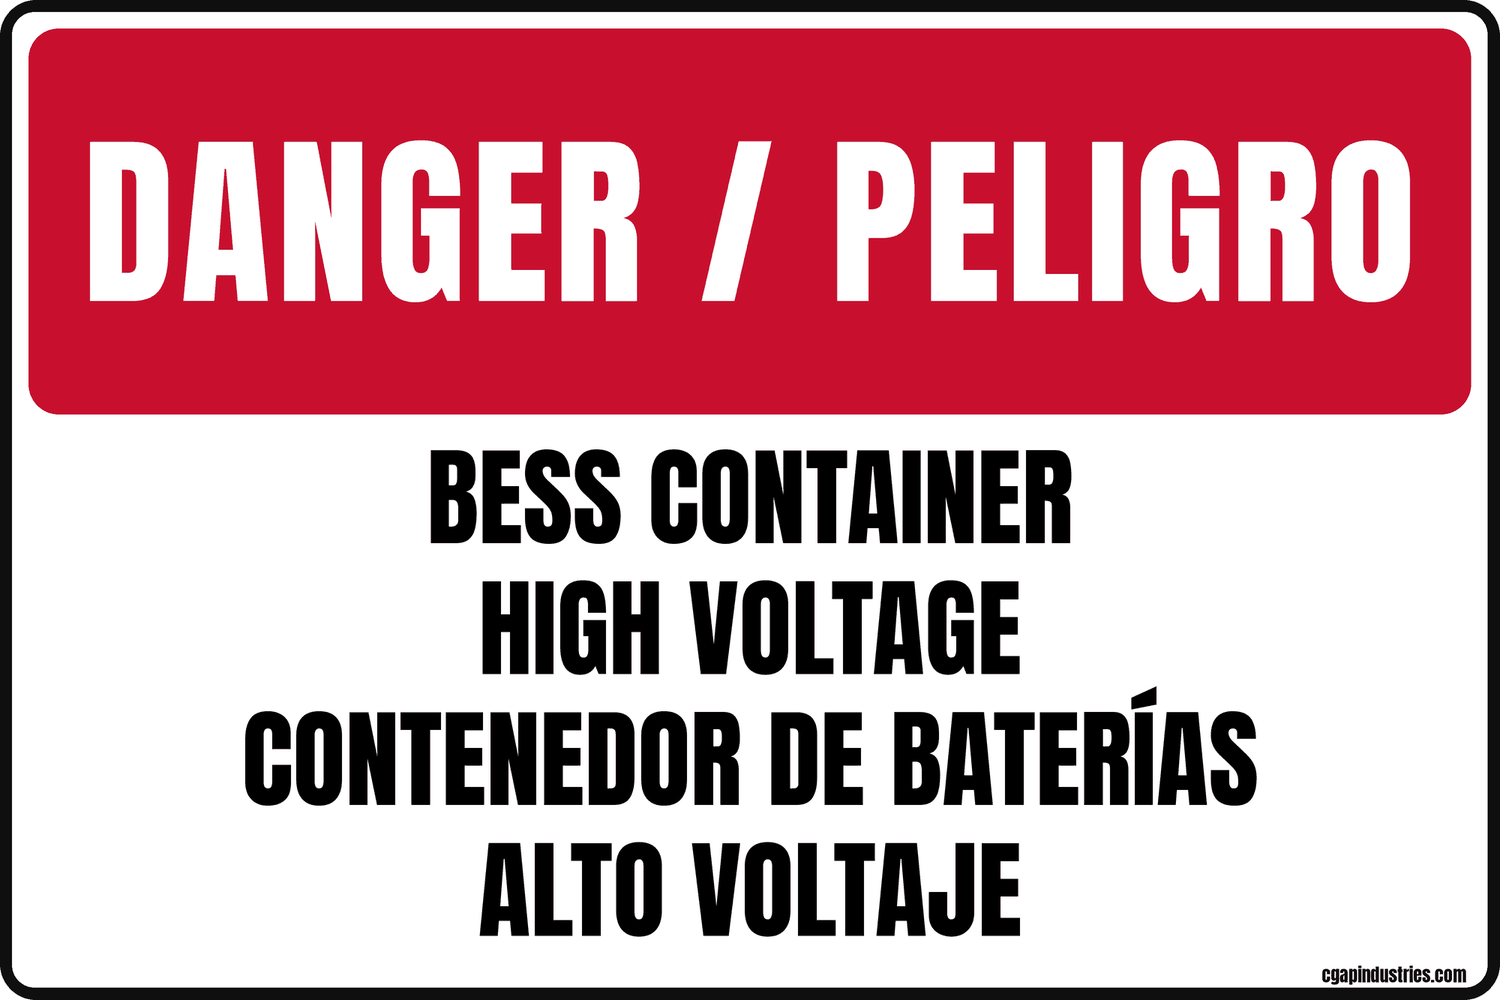 DANGER / PELIGRO
BESS CONTAINER
HIGH VOLTAGE
CONTENEDOR DE BATERÍAS
ALTO VOLTAJE
cgapindustries.com